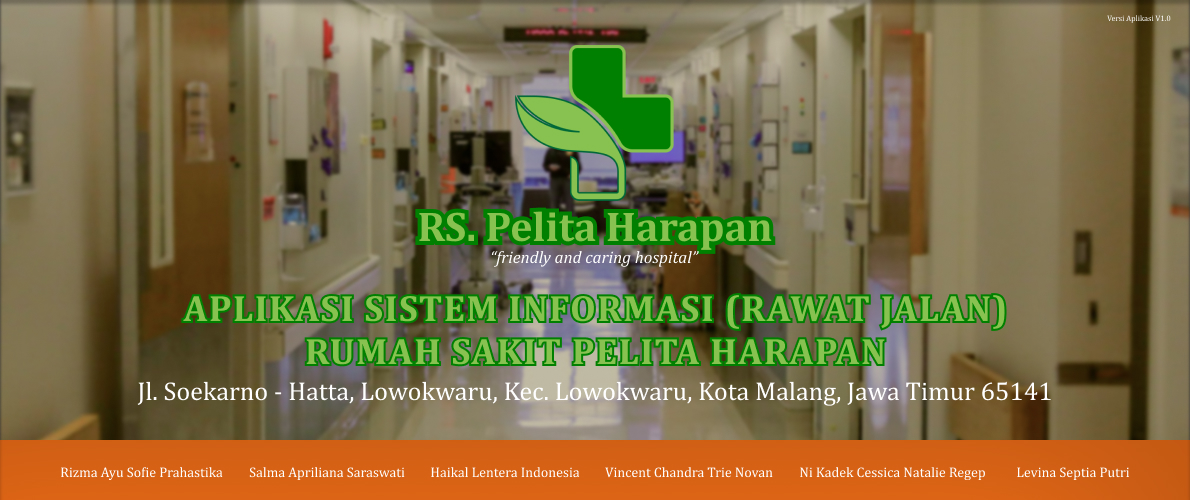 Versi Aplikasi V1.0
RS. Pelita Harapan
“friendly and caring hospital”
APLIKASI SISTEM INFORMASI (RAWAT JALAN)
RUMAH SAKIT PELITA HARAPAN
Jl. Soekarno - Hatta, Lowokwaru, Kec. Lowokwaru, Kota Malang, Jawa Timur 65141
Rizma Ayu Sofie Prahastika Salma Apriliana Saraswati Haikal Lentera Indonesia Vincent Chandra Trie Novan Ni Kadek Cessica Natalie Regep Levina Septia Putri